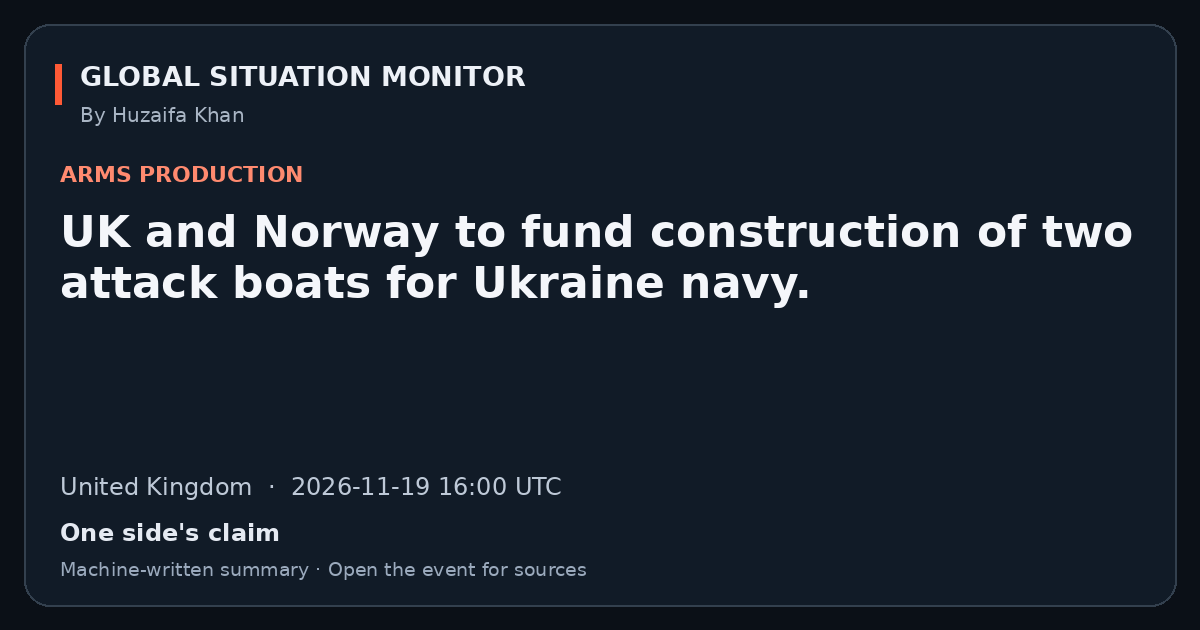 GLOBAL SITUATION MONITOR
By Huzaifa Khan
ARMS PRODUCTION
UK and Norway to fund construction of two
attack boats for Ukraine navy.
United Kingdom · 2026-11-19 16:00 UTC
One side's claim
Machine-written summary · Open the event for sources